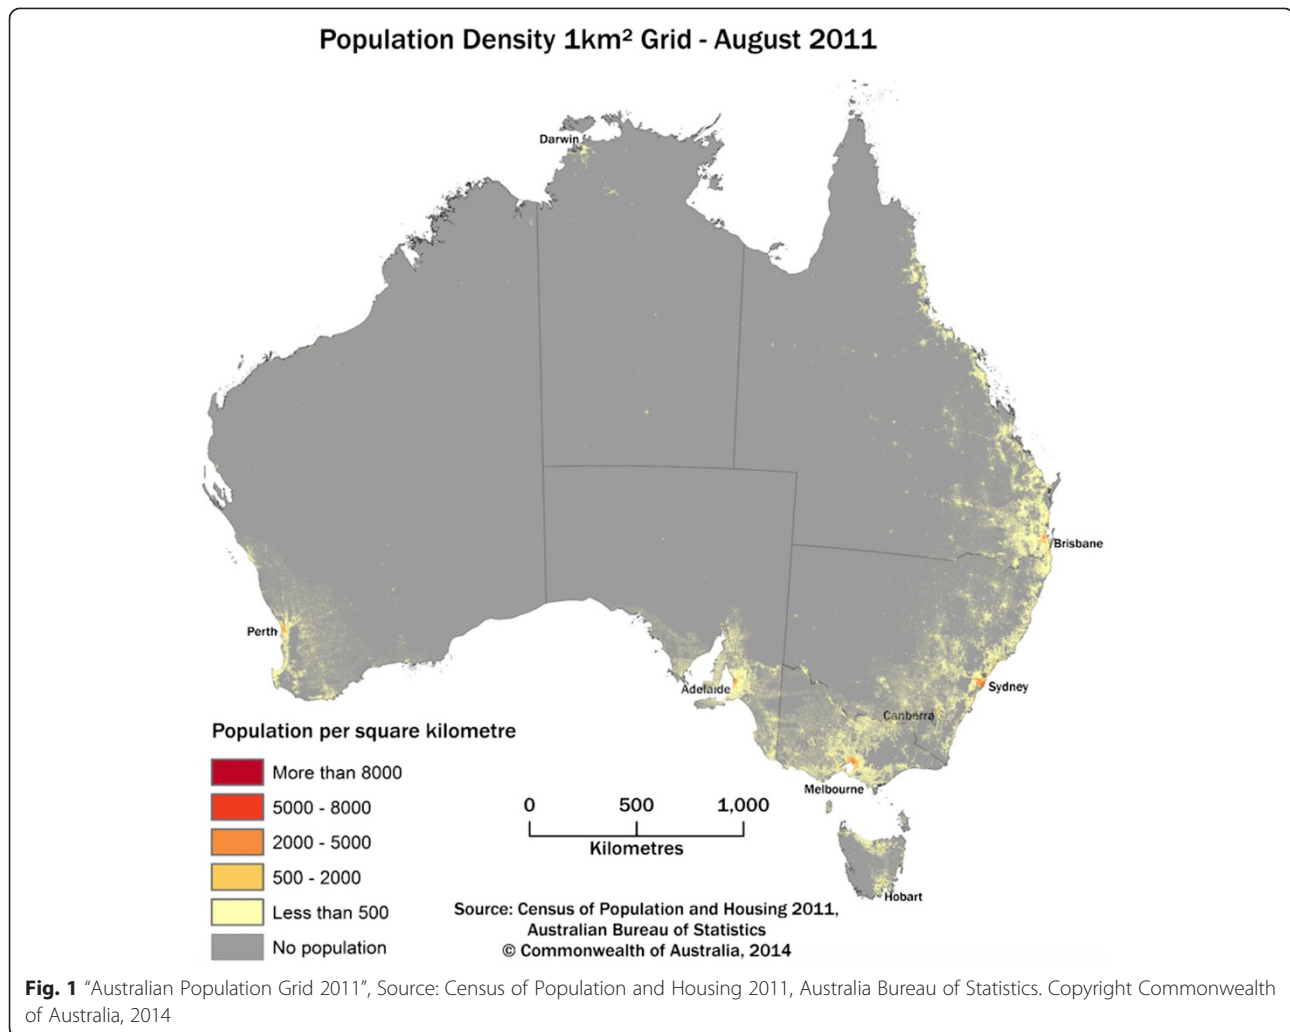 Population Density 1km² Grid - August 2011
Darwin
Brisbane
Perth
Adelaide
Sydney
Canberra
Melbourne
Hobart
Population per square kilometre
More than 8000
5000 - 8000
2000 - 5000
500 - 2000
Less than 500
No population
0 500 1,000
Kilometres
Source: Census of Population and Housing 2011,
Australian Bureau of Statistics
© Commonwealth of Australia, 2014
Fig. 1 “Australian Population Grid 2011”, Source: Census of Population and Housing 2011, Australia Bureau of Statistics. Copyright Commonwealth
of Australia, 2014